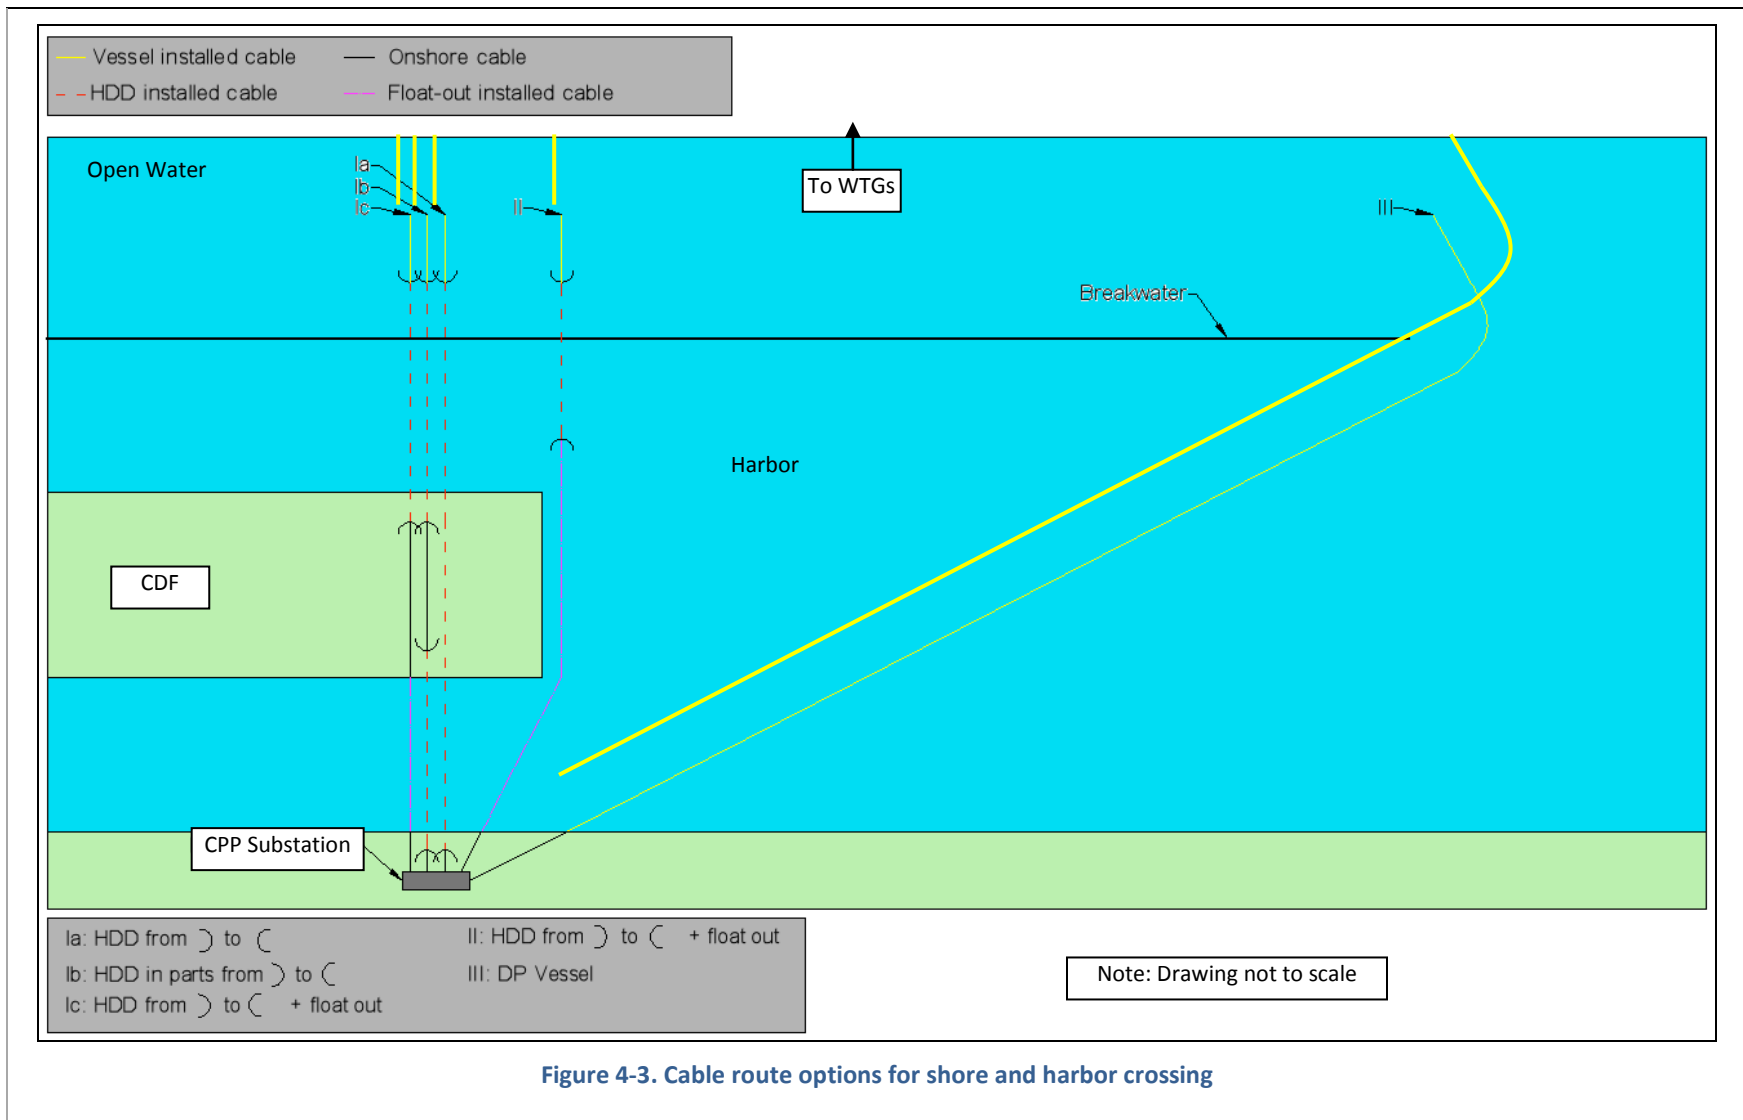 Vessel installed cable
Onshore cable
HDD installed cable
Float-out installed cable
Open Water
Ia
Ib
Ic
II
To WTGs
III
Breakwater
Harbor
CDF
CPP Substation
Ia: HDD from ) to (
II: HDD from ) to ( + float out
Ib: HDD in parts from ) to (
III: DP Vessel
Ic: HDD from ) to ( + float out
Note: Drawing not to scale
Figure 4-3. Cable route options for shore and harbor crossing